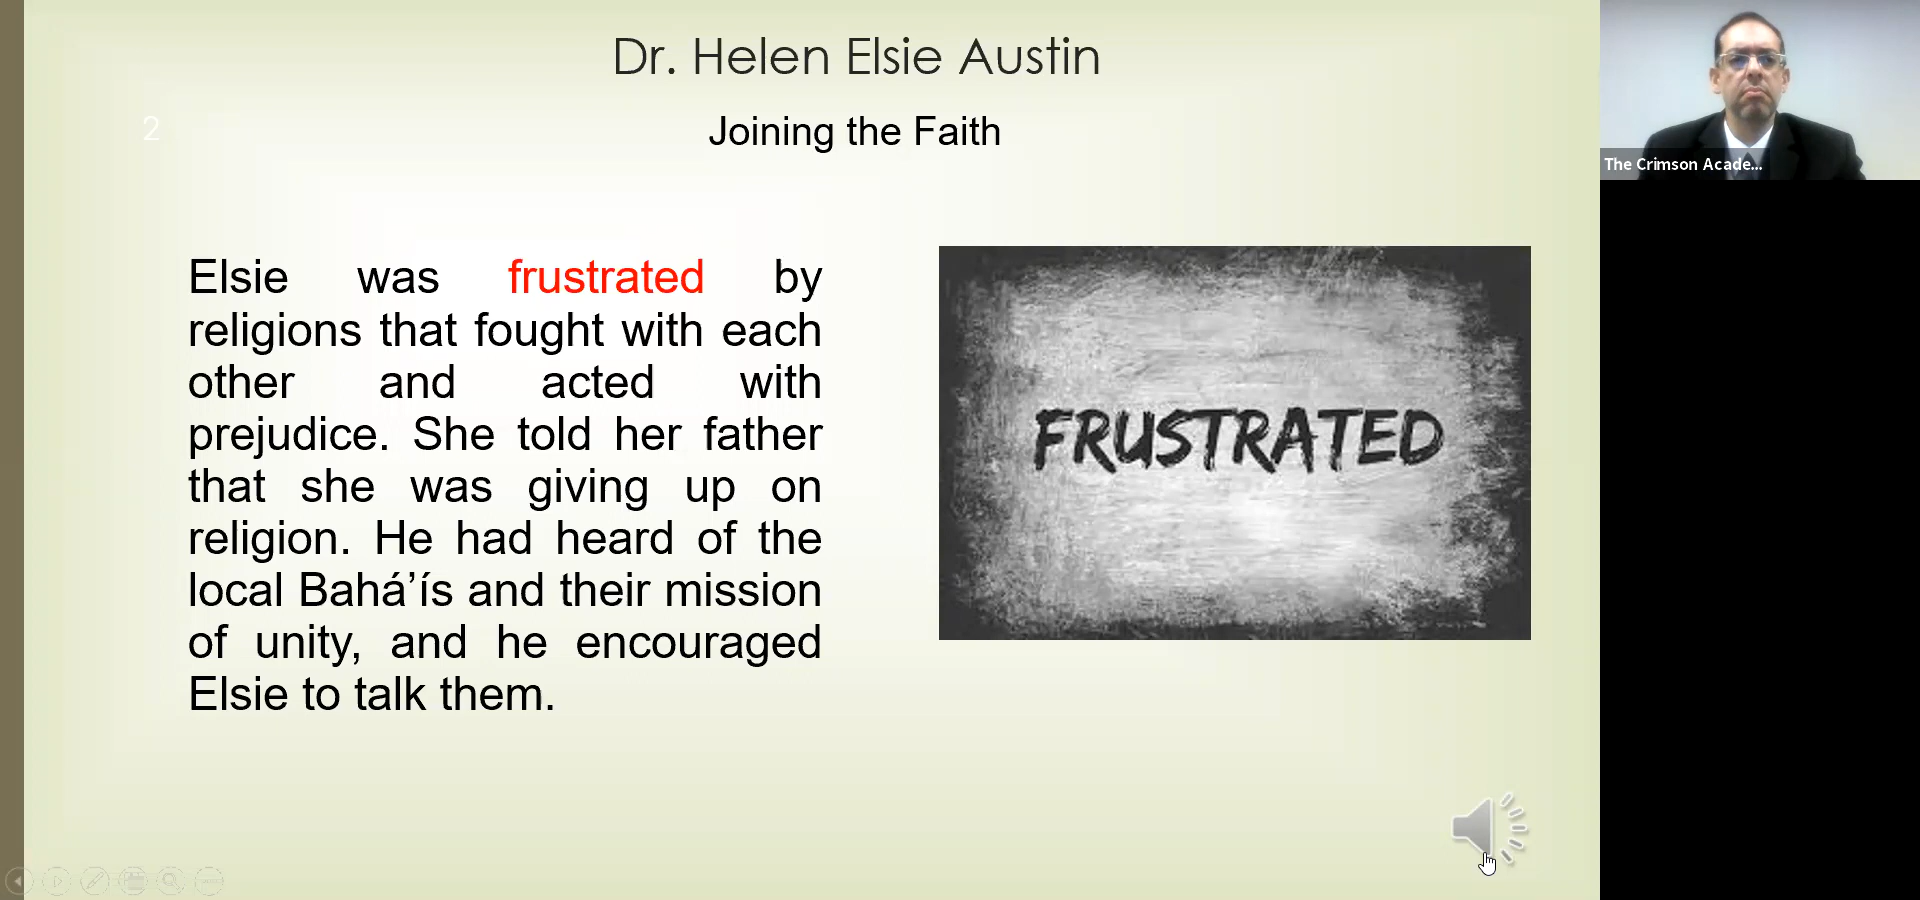 Dr. Helen Elsie Austin
2
Joining the Faith
Elsie was frustrated by
religions that fought with each
other and acted with
prejudice. She told her father
that she was giving up on
religion. He had heard of the
local Bahá’ís and their mission
of unity, and he encouraged
Elsie to talk them.
FRUSTRATED
The Crimson Acade...